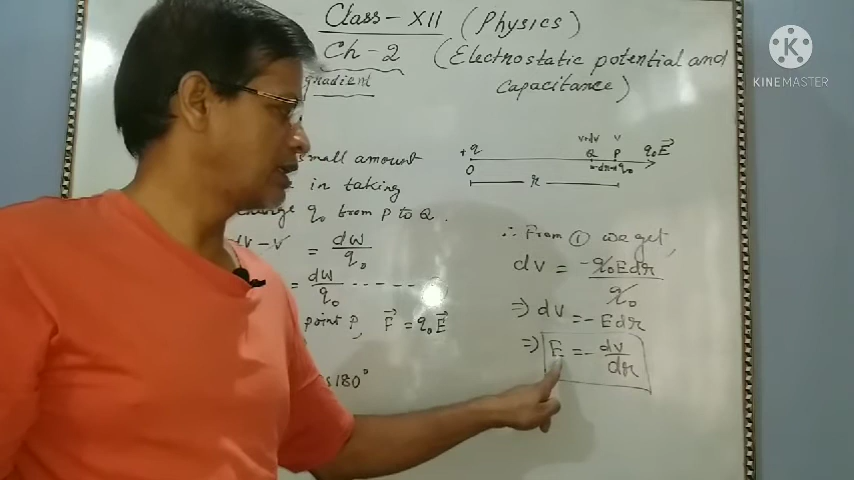 Class - XII (Physics)
Ch - 2 (Electrostatic potential and
capacitance)
gradient
K
KINEMASTER
small amount
in taking
q₀ from P to Q.
dv - v = dW/q₀
= dW/q₀ ------
point P, F⃗ = q₀E⃗
180°
v+dv v
+q Q P q₀E⃗
O -dr- q₀
r
∴ From ① we get,
dv = -q₀Edr/q₀
⇒ dv = -Edr
⇒ E = -dv/dr